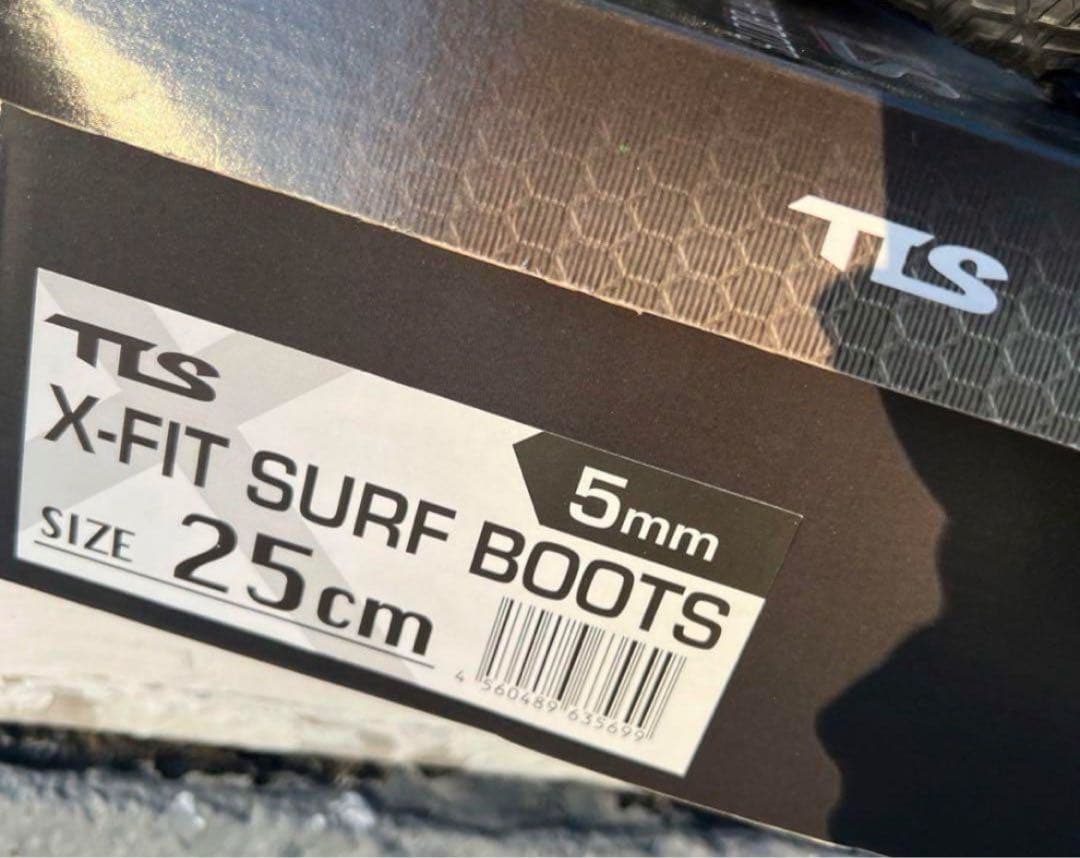 TLS
TLS
X-FIT SURF BOOTS
5mm
SIZE 25cm
4 560489 635699